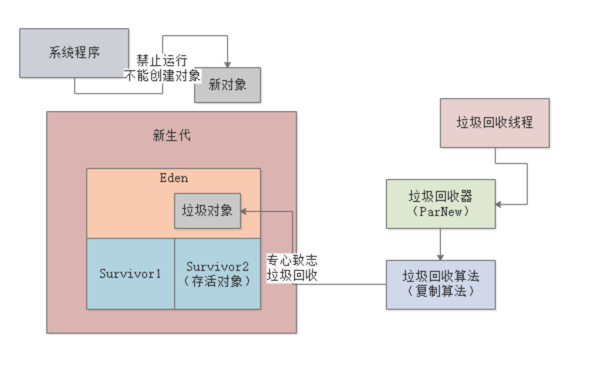 系统程序
禁止运行
不能创建对象
新对象
垃圾回收线程
新生代
Eden
垃圾对象
垃圾回收器
（ParNew）
专心致志
垃圾回收
Survivor1
Survivor2
（存活对象）
垃圾回收算法
（复制算法）